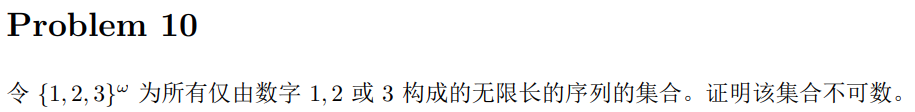 Problem 10
令 {1, 2, 3}^ω 为所有仅由数字 1, 2 或 3 构成的无限长的序列的集合。证明该集合不可数。